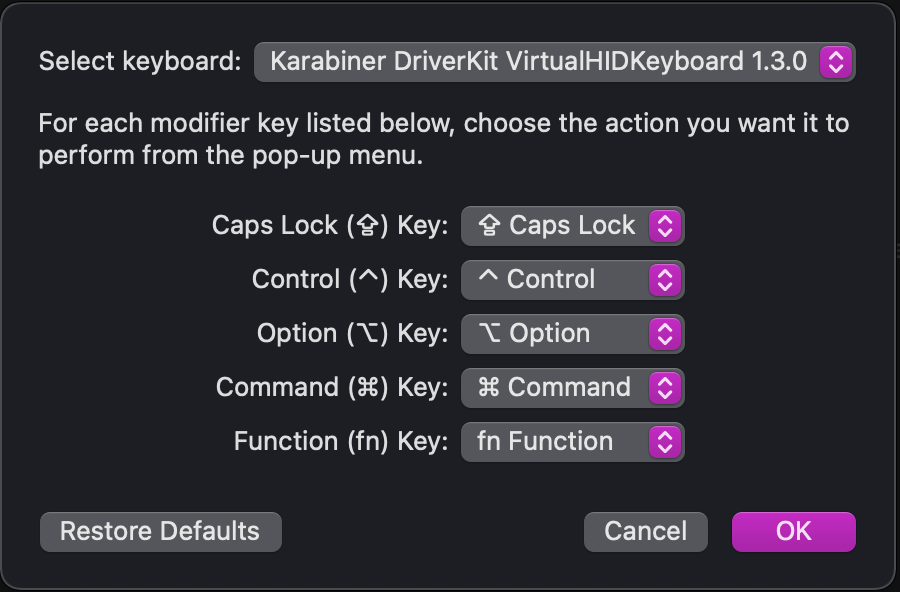 Select keyboard: Karabiner DriverKit VirtualHIDKeyboard 1.3.0
For each modifier key listed below, choose the action you want it to
perform from the pop-up menu.
Caps Lock (⇪) Key: ⇪ Caps Lock
Control (^) Key: ^ Control
Option (⌥) Key: ⌥ Option
Command (⌘) Key: ⌘ Command
Function (fn) Key: fn Function
Restore Defaults Cancel OK